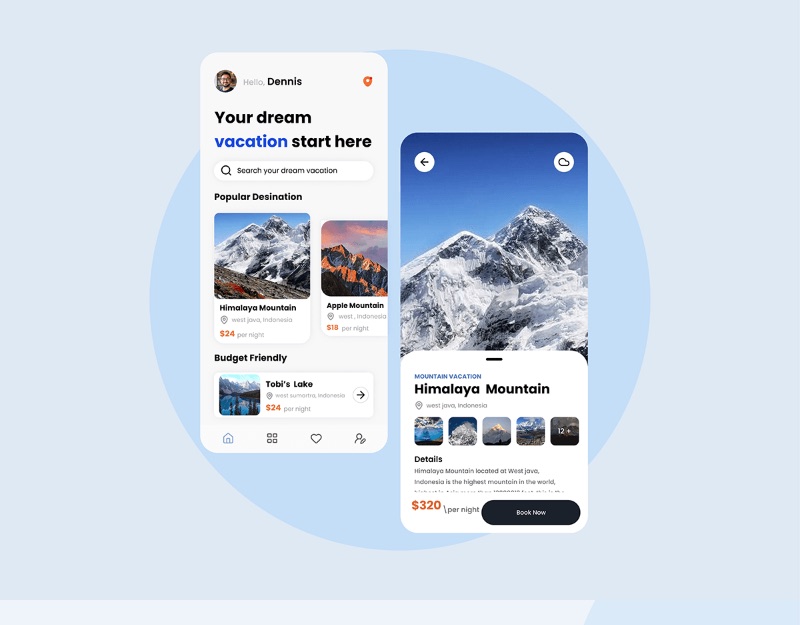 Hello, Dennis
Your dream
vacation start here
Search your dream vacation
Popular Desination
Himalaya Mountain
west java, Indonesia
$24 per night
Apple Mountain
west , Indonesia
$18 per night
Budget Friendly
Tobi's Lake
west sumartra, Indonesia
$24 per night
MOUNTAIN VACATION
Himalaya Mountain
west java, Indonesia
12 +
Details
Himalaya Mountain located at West java,
Indonesia is the highest mountain in the world,
$320 \per night
Book Now